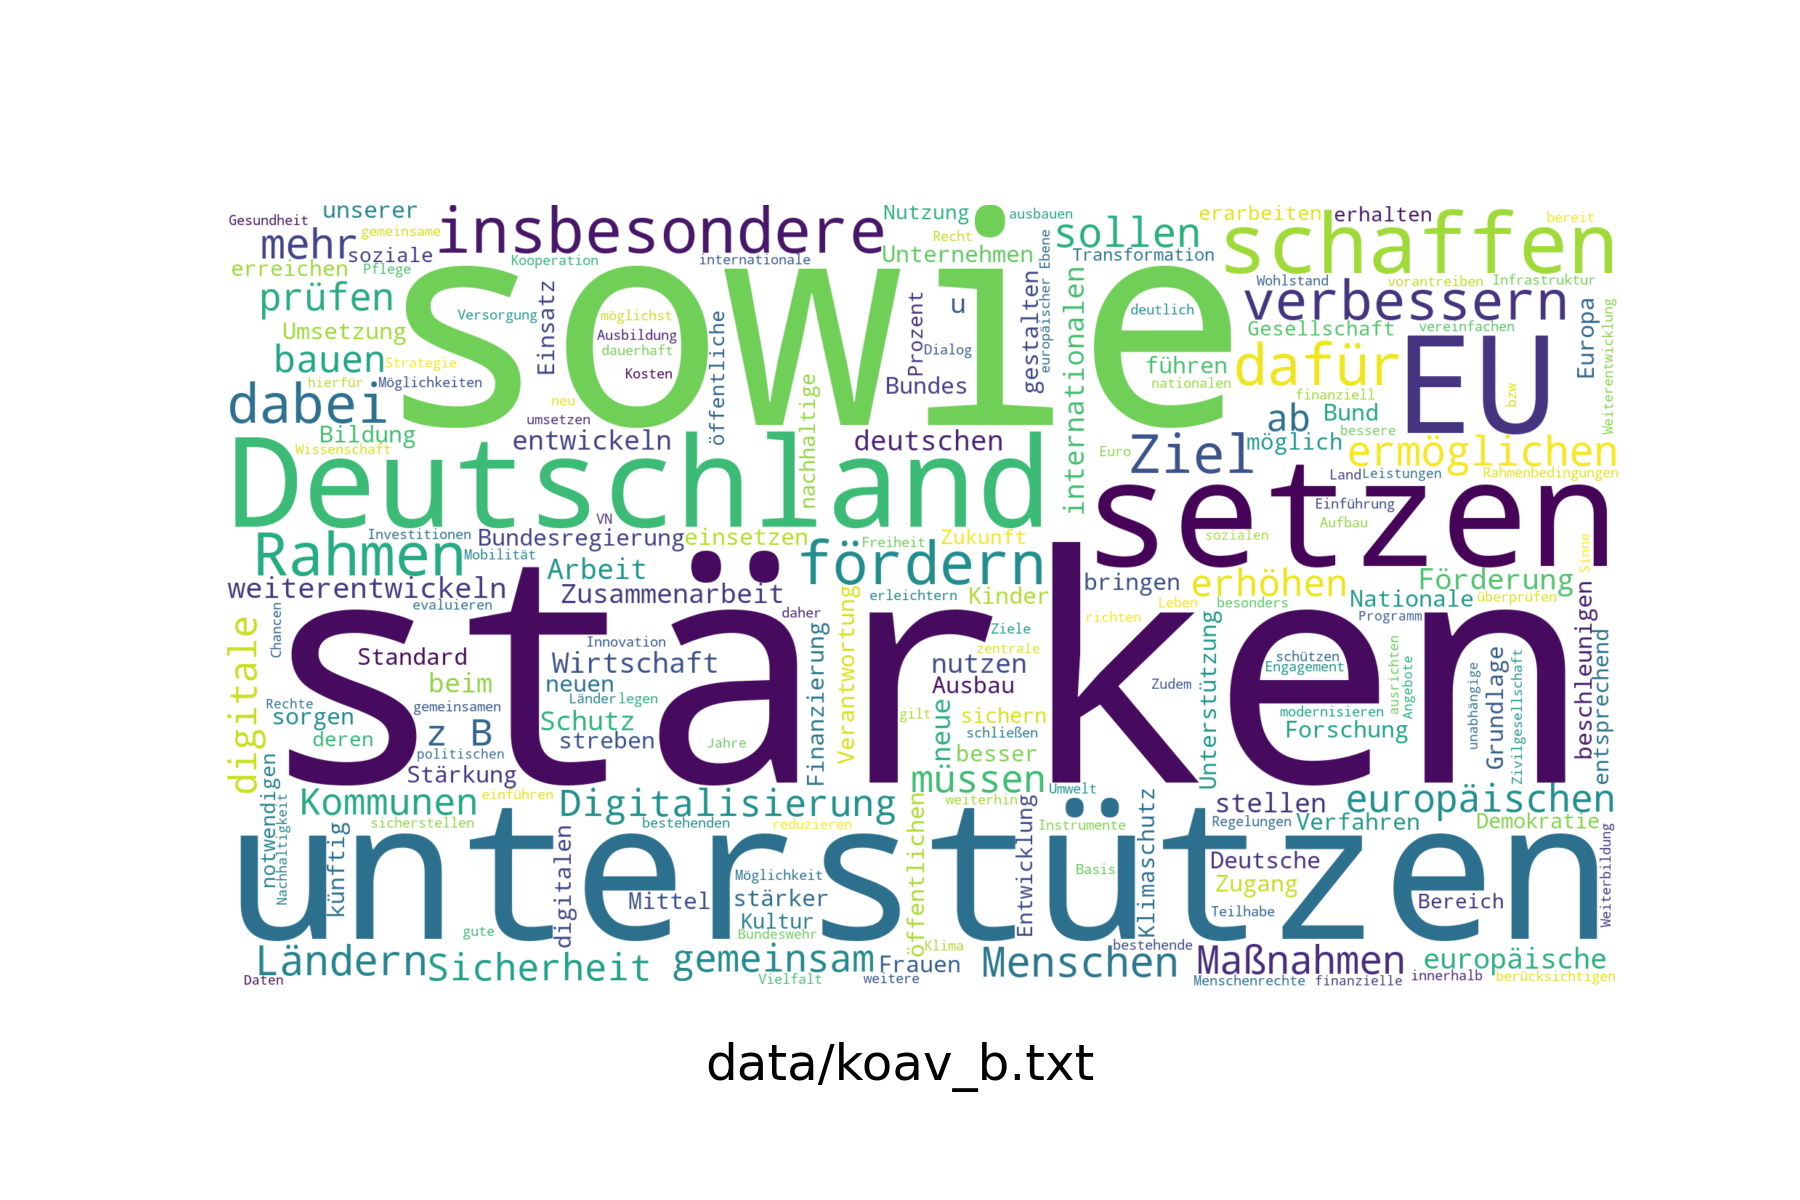 Gesundheit
unserer
insbesondere
Nutzung
ausbauen
erarbeiten
erhalten
bereit
mehr
gemeinsame
soziale
Recht
Ebene
sollen
schaffen
erreichen
Pflege
Kooperation
internationale
Unternehmen
Transformation
sowie
prüfen
Versorgung
Einsatz
möglichst
öffentliche
Prozent
u
gestalten
europäischer
internationalen
deutlich
Wohlstand
vorantreiben
Infrastruktur
verbessern
Umsetzung
Ausbildung
Gesellschaft
vereinfachen
Europa
Weiterentwicklung
bauen
Strategie
dauerhaft
Dialog
führen
dafür
EU
hierfür
Möglichkeiten
Kosten
Bundes
nationalen
finanziell
bzw
dabei
neu
umsetzen
nachhaltige
ab
Bund
bessere
Bildung
entwickeln
deutschen
möglich
Wissenschaft
Euro
Ziel
ermöglichen
Deutschland
Land
Leistungen
Rahmenbedingungen
setzen
Einführung
VN
Aufbau
Investitionen
Bundesregierung
einsetzen
Freiheit
Zukunft
sozialen
Sinne
Rahmen
Mobilität
Arbeit
fördern
bringen
erhöhen
Förderung
weiterentwickeln
Zusammenarbeit
erleichtern
Kinder
Leben
besonders
Nationale
überprüfen
Chancen
evaluieren
daher
Verantwortung
richten
Programm
beschleunigen
stärken
digitale
Standard
Innovation
Wirtschaft
Finanzierung
Ziele
zentrale
nutzen
Unterstützung
schützen
Engagement
ausrichten
Angebote
unabhängige
Grundlage
Zivilgesellschaft
entsprechend
beim
neuen
Ausbau
Zudem
Rechte
gemeinsamen
Länder
legen
sorgen
Schutz
gilt
neue
sichern
modernisieren
deren
z B
streben
Jahre
schließen
Forschung
politischen
besser
notwendigen
Stärkung
müssen
Nachhaltigkeit
Kommunen
einführen
Digitalisierung
weiterhin
Umwelt
Klimaschutz
stellen
europäischen
künftig
sicherstellen
bestehenden
reduzieren
öffentlichen
Entwicklung
Instrumente
Regelungen
Verfahren
Demokratie
unterstützen
digitalen
Möglichkeit
Basis
Deutsche
Weiterbildung
Mittel
stärker
Zugang
Bereich
Kultur
Teilhabe
gute
Bundeswehr
Klima
bestehende
Ländern
Sicherheit
gemeinsam
Frauen
Menschen
Maßnahmen
europäische
Daten
Vielfalt
weitere
Menschenrechte
finanzielle
innerhalb
berücksichtigen
data/koav_b.txt